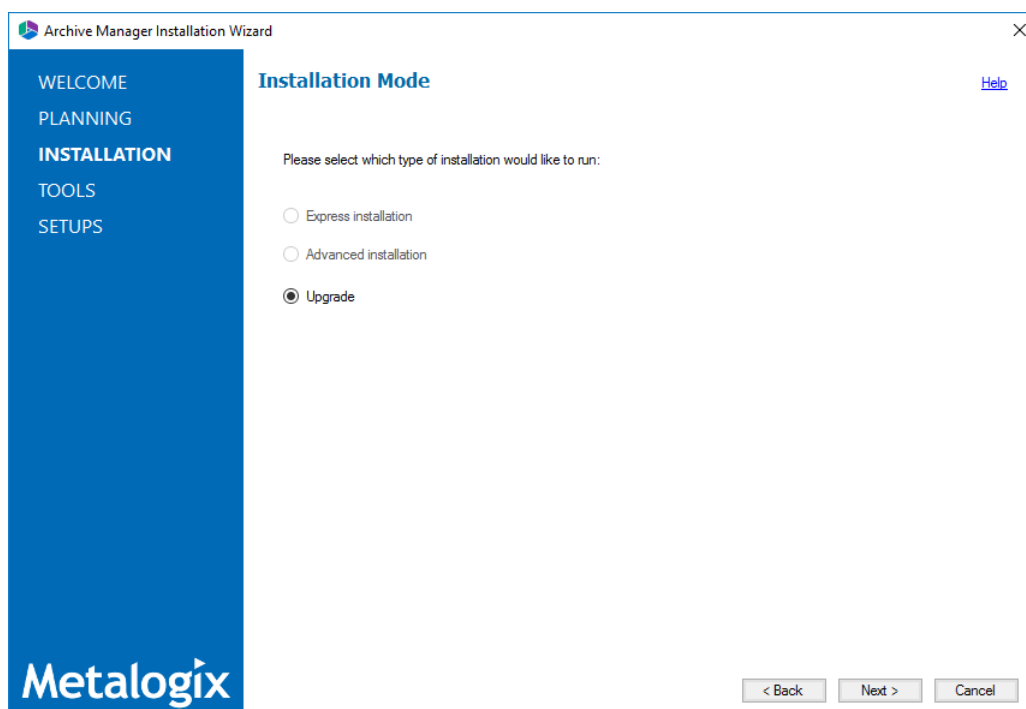 Archive Manager Installation Wizard
WELCOME
PLANNING
INSTALLATION
TOOLS
SETUPS
Installation Mode
Help
Please select which type of installation would like to run:
Express installation
Advanced installation
Upgrade
Metalogix
< Back
Next >
Cancel